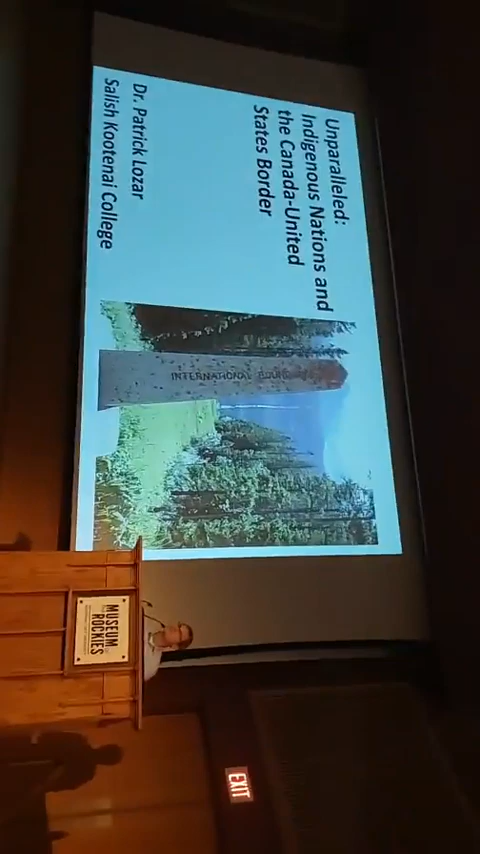 Unparalleled:
Indigenous Nations and
the Canada-United
States Border
Dr. Patrick Lozar
Salish Kootenai College
INTERNATIONAL
MUSEUM
ROCKIES
EXIT